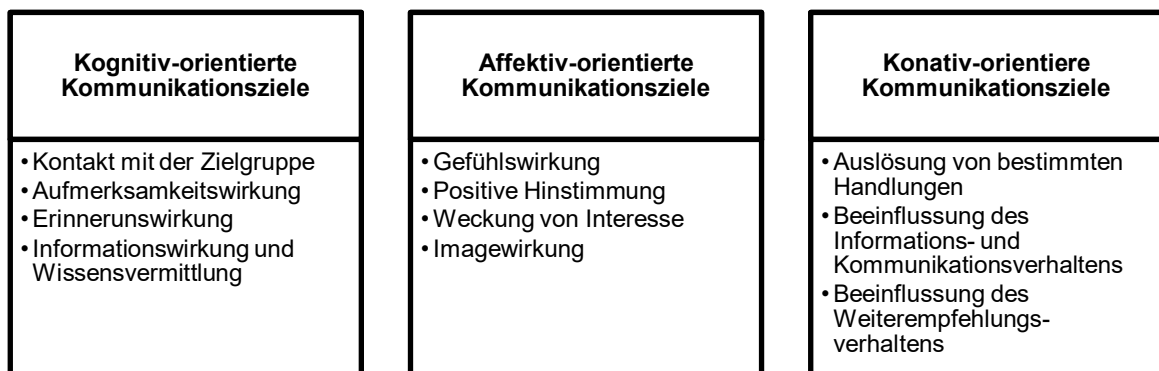 Kognitiv-orientierte
Kommunikationsziele
• Kontakt mit der Zielgruppe
• Aufmerksamkeitswirkung
• Erinnerunswirkung
• Informationswirkung und
Wissensvermittlung
Affektiv-orientierte
Kommunikationsziele
• Gefühlswirkung
• Positive Hinstimmung
• Weckung von Interesse
• Imagewirkung
Konativ-orientiere
Kommunikationsziele
• Auslösung von bestimmten
Handlungen
• Beeinflussung des
Informations- und
Kommunikationsverhaltens
• Beeinflussung des
Weiterempfehlungs-
verhaltens